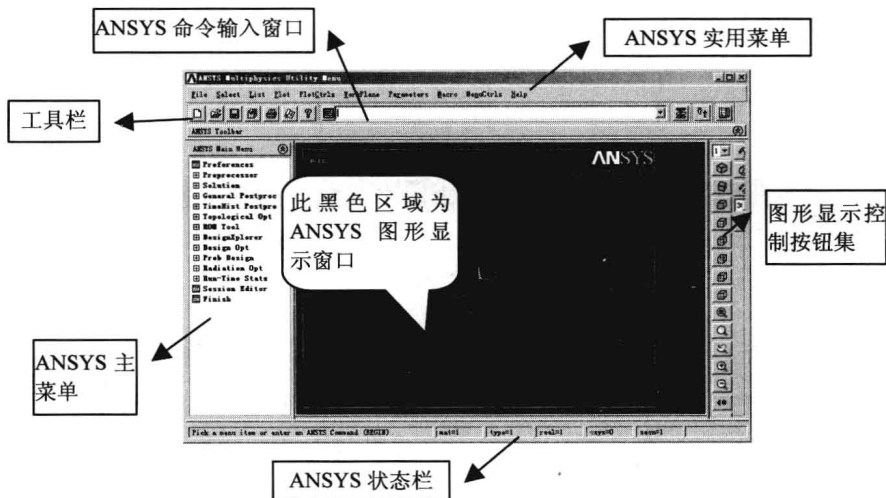 ANSYS 命令输入窗口
ANSYS 实用菜单
ANSYS Multiphysics Utility Menu
File Select List Plot PlotCtrls WorkPlane Parameters Macro MenuCtrls Help
工具栏
ANSYS Toolbar
ANSYS Main Menu
Preferences
Preprocessor
Solution
General Postproc
TimeHist Postpro
Topological Opt
ROM Tool
DesignXplorer
Design Opt
Prob Design
Radiation Opt
Run-Time Stats
Session Editor
Finish
ANSYS
1
此黑色区域为
ANSYS 图形显
示窗口
图形显示控
制按钮集
ANSYS 主
菜单
Pick a menu item or enter an ANSYS Command (BEGIN)
mat=1
type=1
real=1
csys=0
secn=1
ANSYS 状态栏